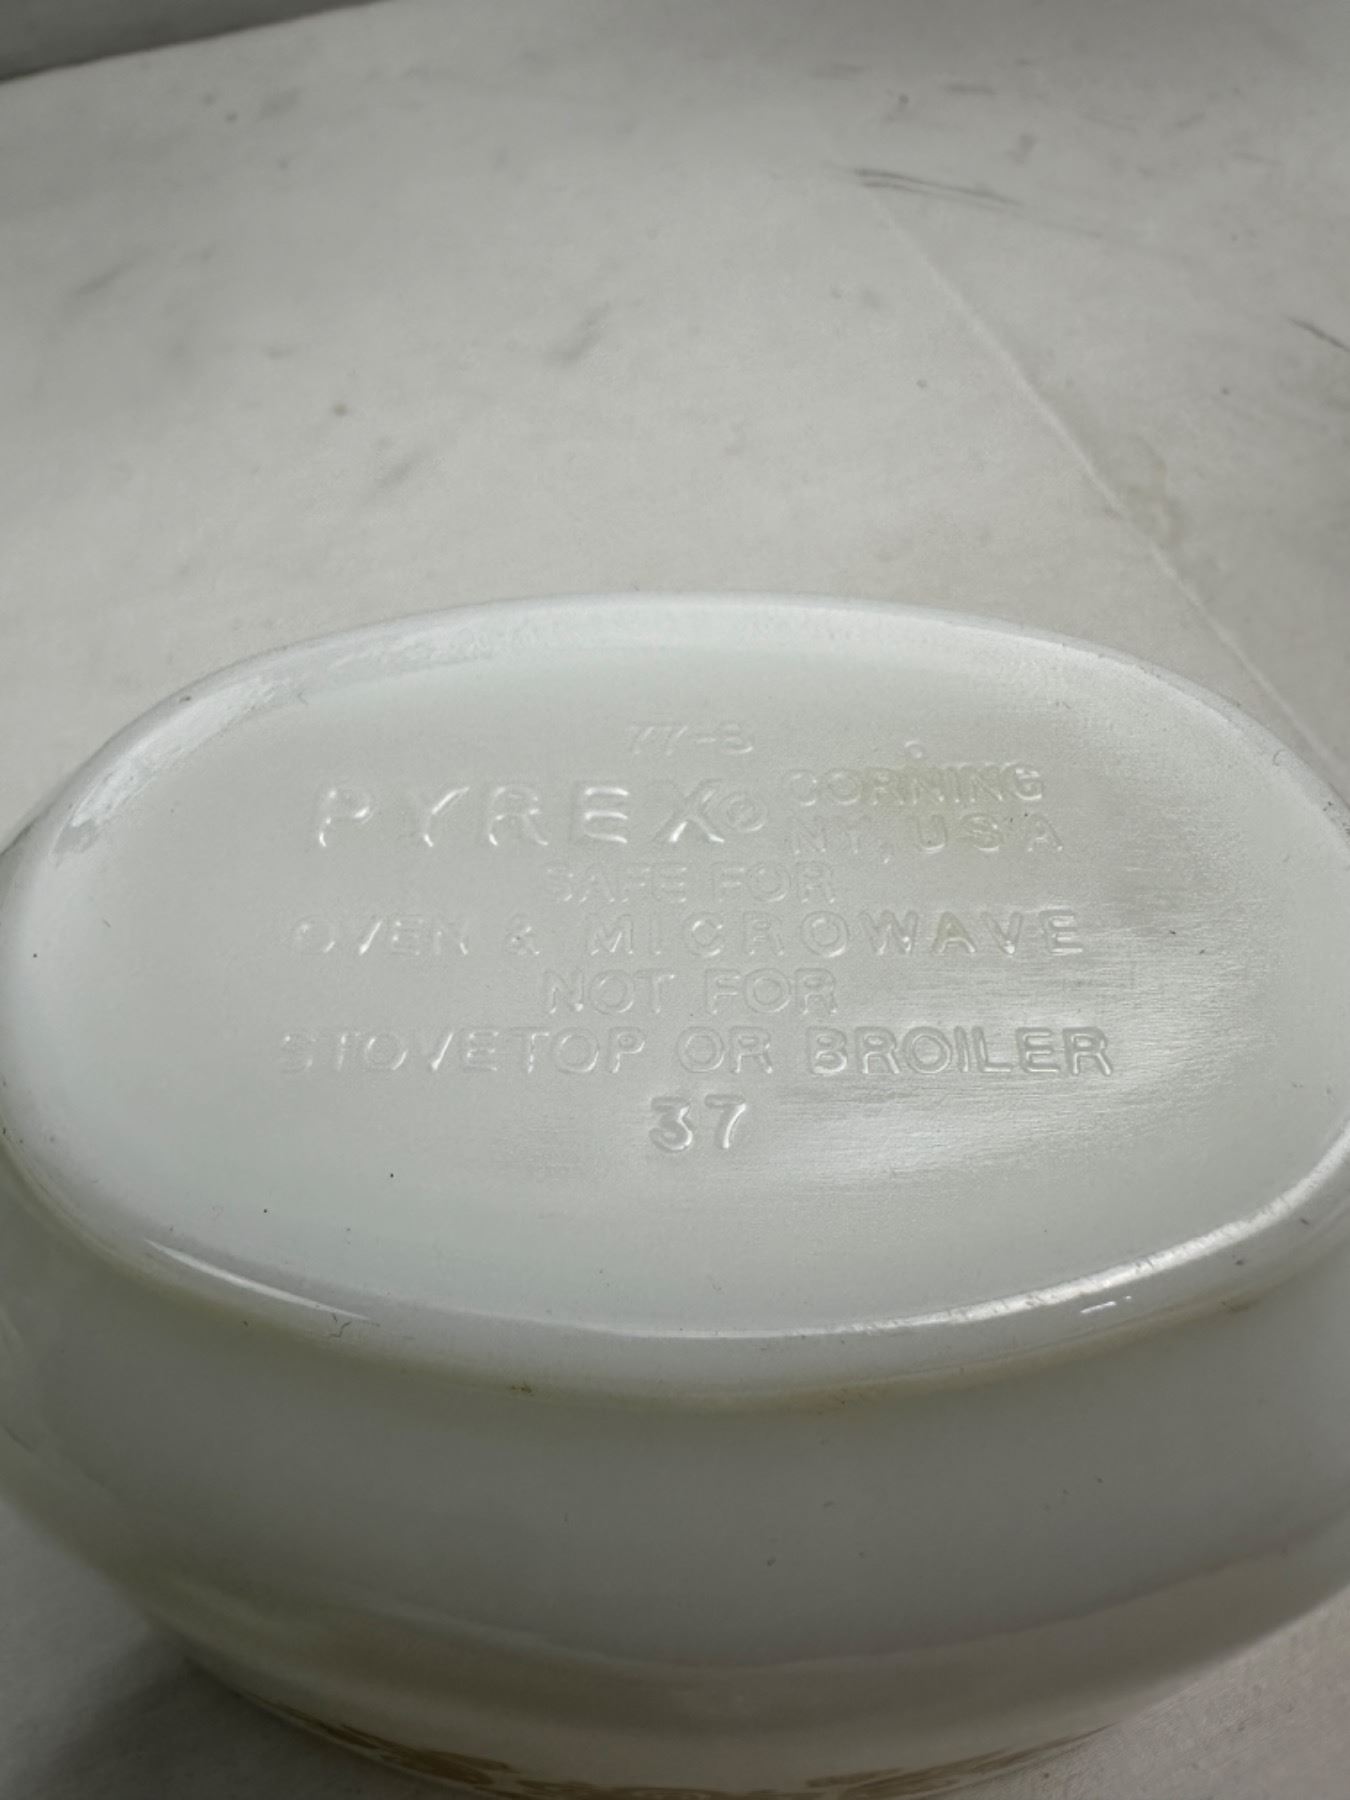 77-B
PYREX® CORNING
NY, USA
SAFE FOR
OVEN & MICROWAVE
NOT FOR
STOVETOP OR BROILER
37